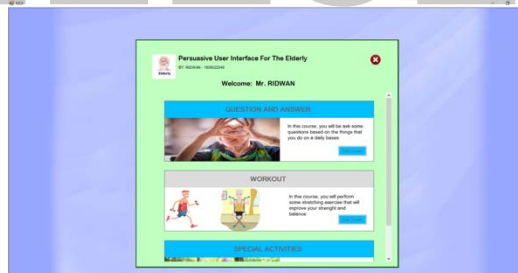 Persuasive User Interface For The Elderly
Elderly
Welcome: Mr. RIDWAN
QUESTION AND ANSWER
In this course, you will be ask some
questions based on the things that
you do on a daily bases
WORKOUT
In this course, you will perform
some stretching exercise that will
improve your strenght and
balance
SPECIAL ACTIVITIES